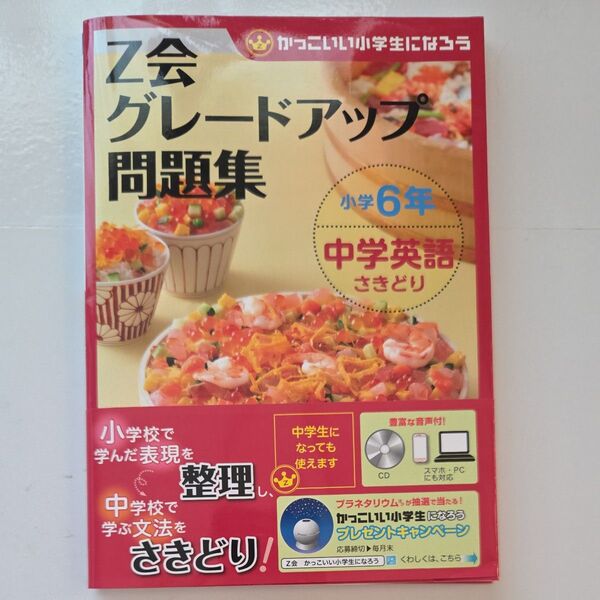 Z
かっこいい小学生になろう
Z会
グレードアップ
問題集
小学6年
中学英語
さきどり
小学校で
学んだ表現を
整理し、
中学校で
学ぶ文法を
さきどり!
中学生に
なっても
使えます
Z
豊富な音声付!
CD
スマホ・PC
にも対応
プラネタリウムが抽選で当たる!
かっこいい小学生になろう
プレゼントキャンペーン
応募締切▶毎月末
Z会 かっこいい小学生になろう
くわしくは、こちら